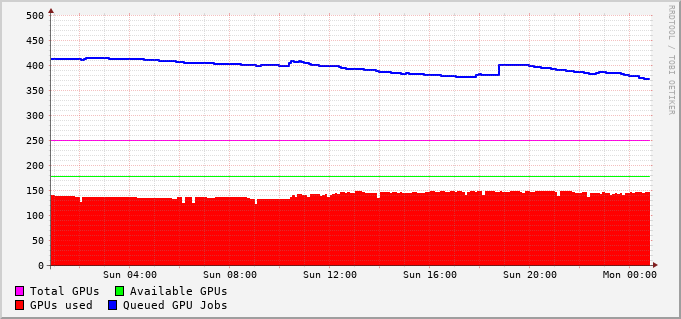 RRDTOOL / TOBI OETIKER
500
450
400
350
300
250
200
150
100
50
0
Sun 04:00 Sun 08:00 Sun 12:00 Sun 16:00 Sun 20:00 Mon 00:00
Total GPUs Available GPUs
GPUs used Queued GPU Jobs